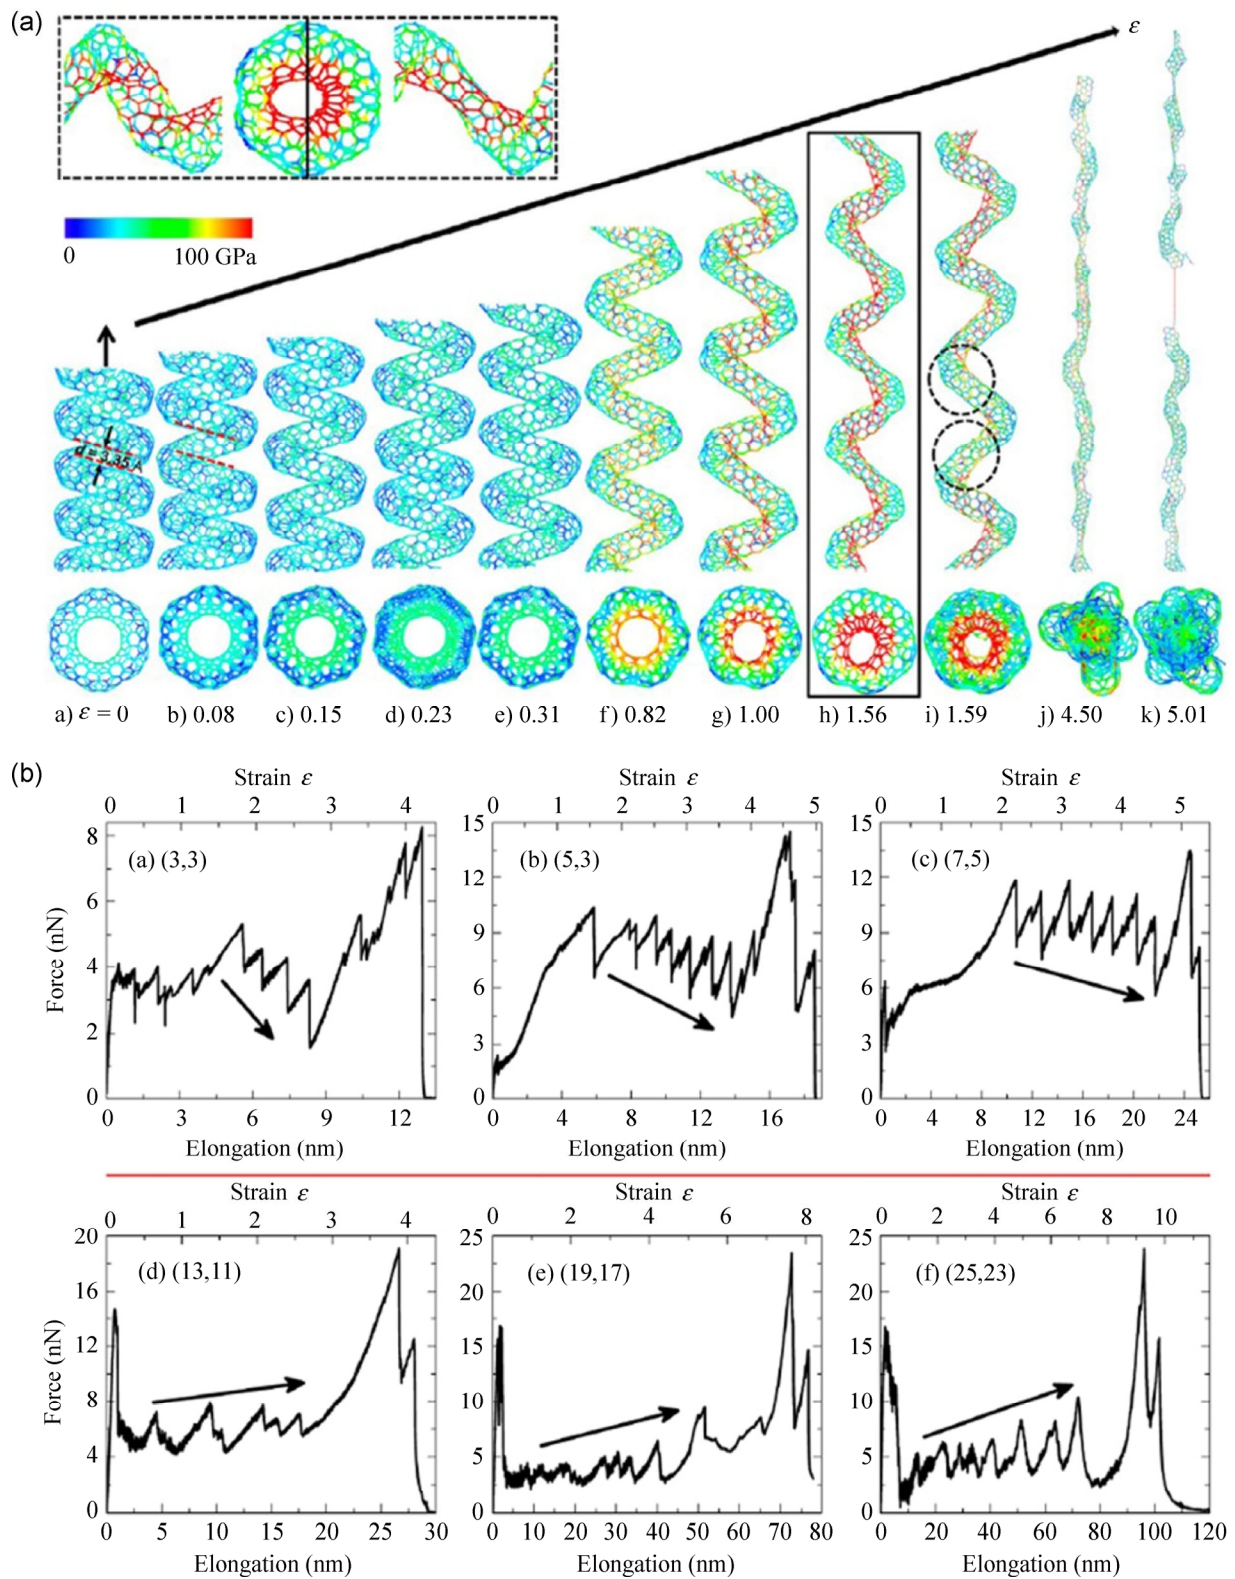 (a)
ε
0 100 GPa
d = 3.35 Å
a) ε = 0 b) 0.08 c) 0.15 d) 0.23 e) 0.31 f) 0.82 g) 1.00 h) 1.56 i) 1.59 j) 4.50 k) 5.01
(b)
Strain ε Strain ε Strain ε
0 1 2 3 4
0 1 2 3 4 5
0 1 2 3 4 5
(a) (3,3)
8
6
4
2
0
Force (nN)
0 3 6 9 12
Elongation (nm)
(b) (5,3)
15
12
9
6
3
0
0 4 8 12 16
Elongation (nm)
(c) (7,5)
15
12
9
6
3
0
0 4 8 12 16 20 24
Elongation (nm)
Strain ε Strain ε Strain ε
0 1 2 3 4
0 2 4 6 8
0 2 4 6 8 10
(d) (13,11)
20
16
12
8
4
0
Force (nN)
0 5 10 15 20 25 30
Elongation (nm)
(e) (19,17)
25
20
15
10
5
0
0 10 20 30 40 50 60 70 80
Elongation (nm)
(f) (25,23)
25
20
15
10
5
0
0 20 40 60 80 100 120
Elongation (nm)